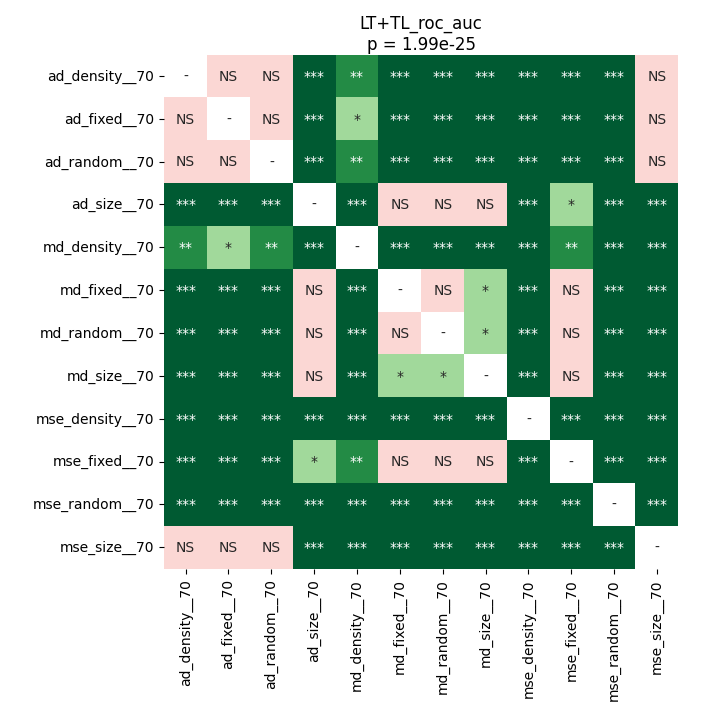 LT+TL_roc_auc
p = 1.99e-25
ad_density__70 - NS NS *** ** *** *** *** *** *** *** NS
ad_fixed__70 NS - NS *** * *** *** *** *** *** *** NS
ad_random__70 NS NS - *** ** *** *** *** *** *** *** NS
ad_size__70 *** *** *** - *** NS NS NS *** * *** ***
md_density__70 ** * ** *** - *** *** *** *** ** *** ***
md_fixed__70 *** *** *** NS *** - NS * *** NS *** ***
md_random__70 *** *** *** NS *** NS - * *** NS *** ***
md_size__70 *** *** *** NS *** * * - *** NS *** ***
mse_density__70 *** *** *** *** *** *** *** *** - *** *** ***
mse_fixed__70 *** *** *** * ** NS NS NS *** - *** ***
mse_random__70 *** *** *** *** *** *** *** *** *** *** - ***
mse_size__70 NS NS NS *** *** *** *** *** *** *** *** -
ad_density__70
ad_fixed__70
ad_random__70
ad_size__70
md_density__70
md_fixed__70
md_random__70
md_size__70
mse_density__70
mse_fixed__70
mse_random__70
mse_size__70